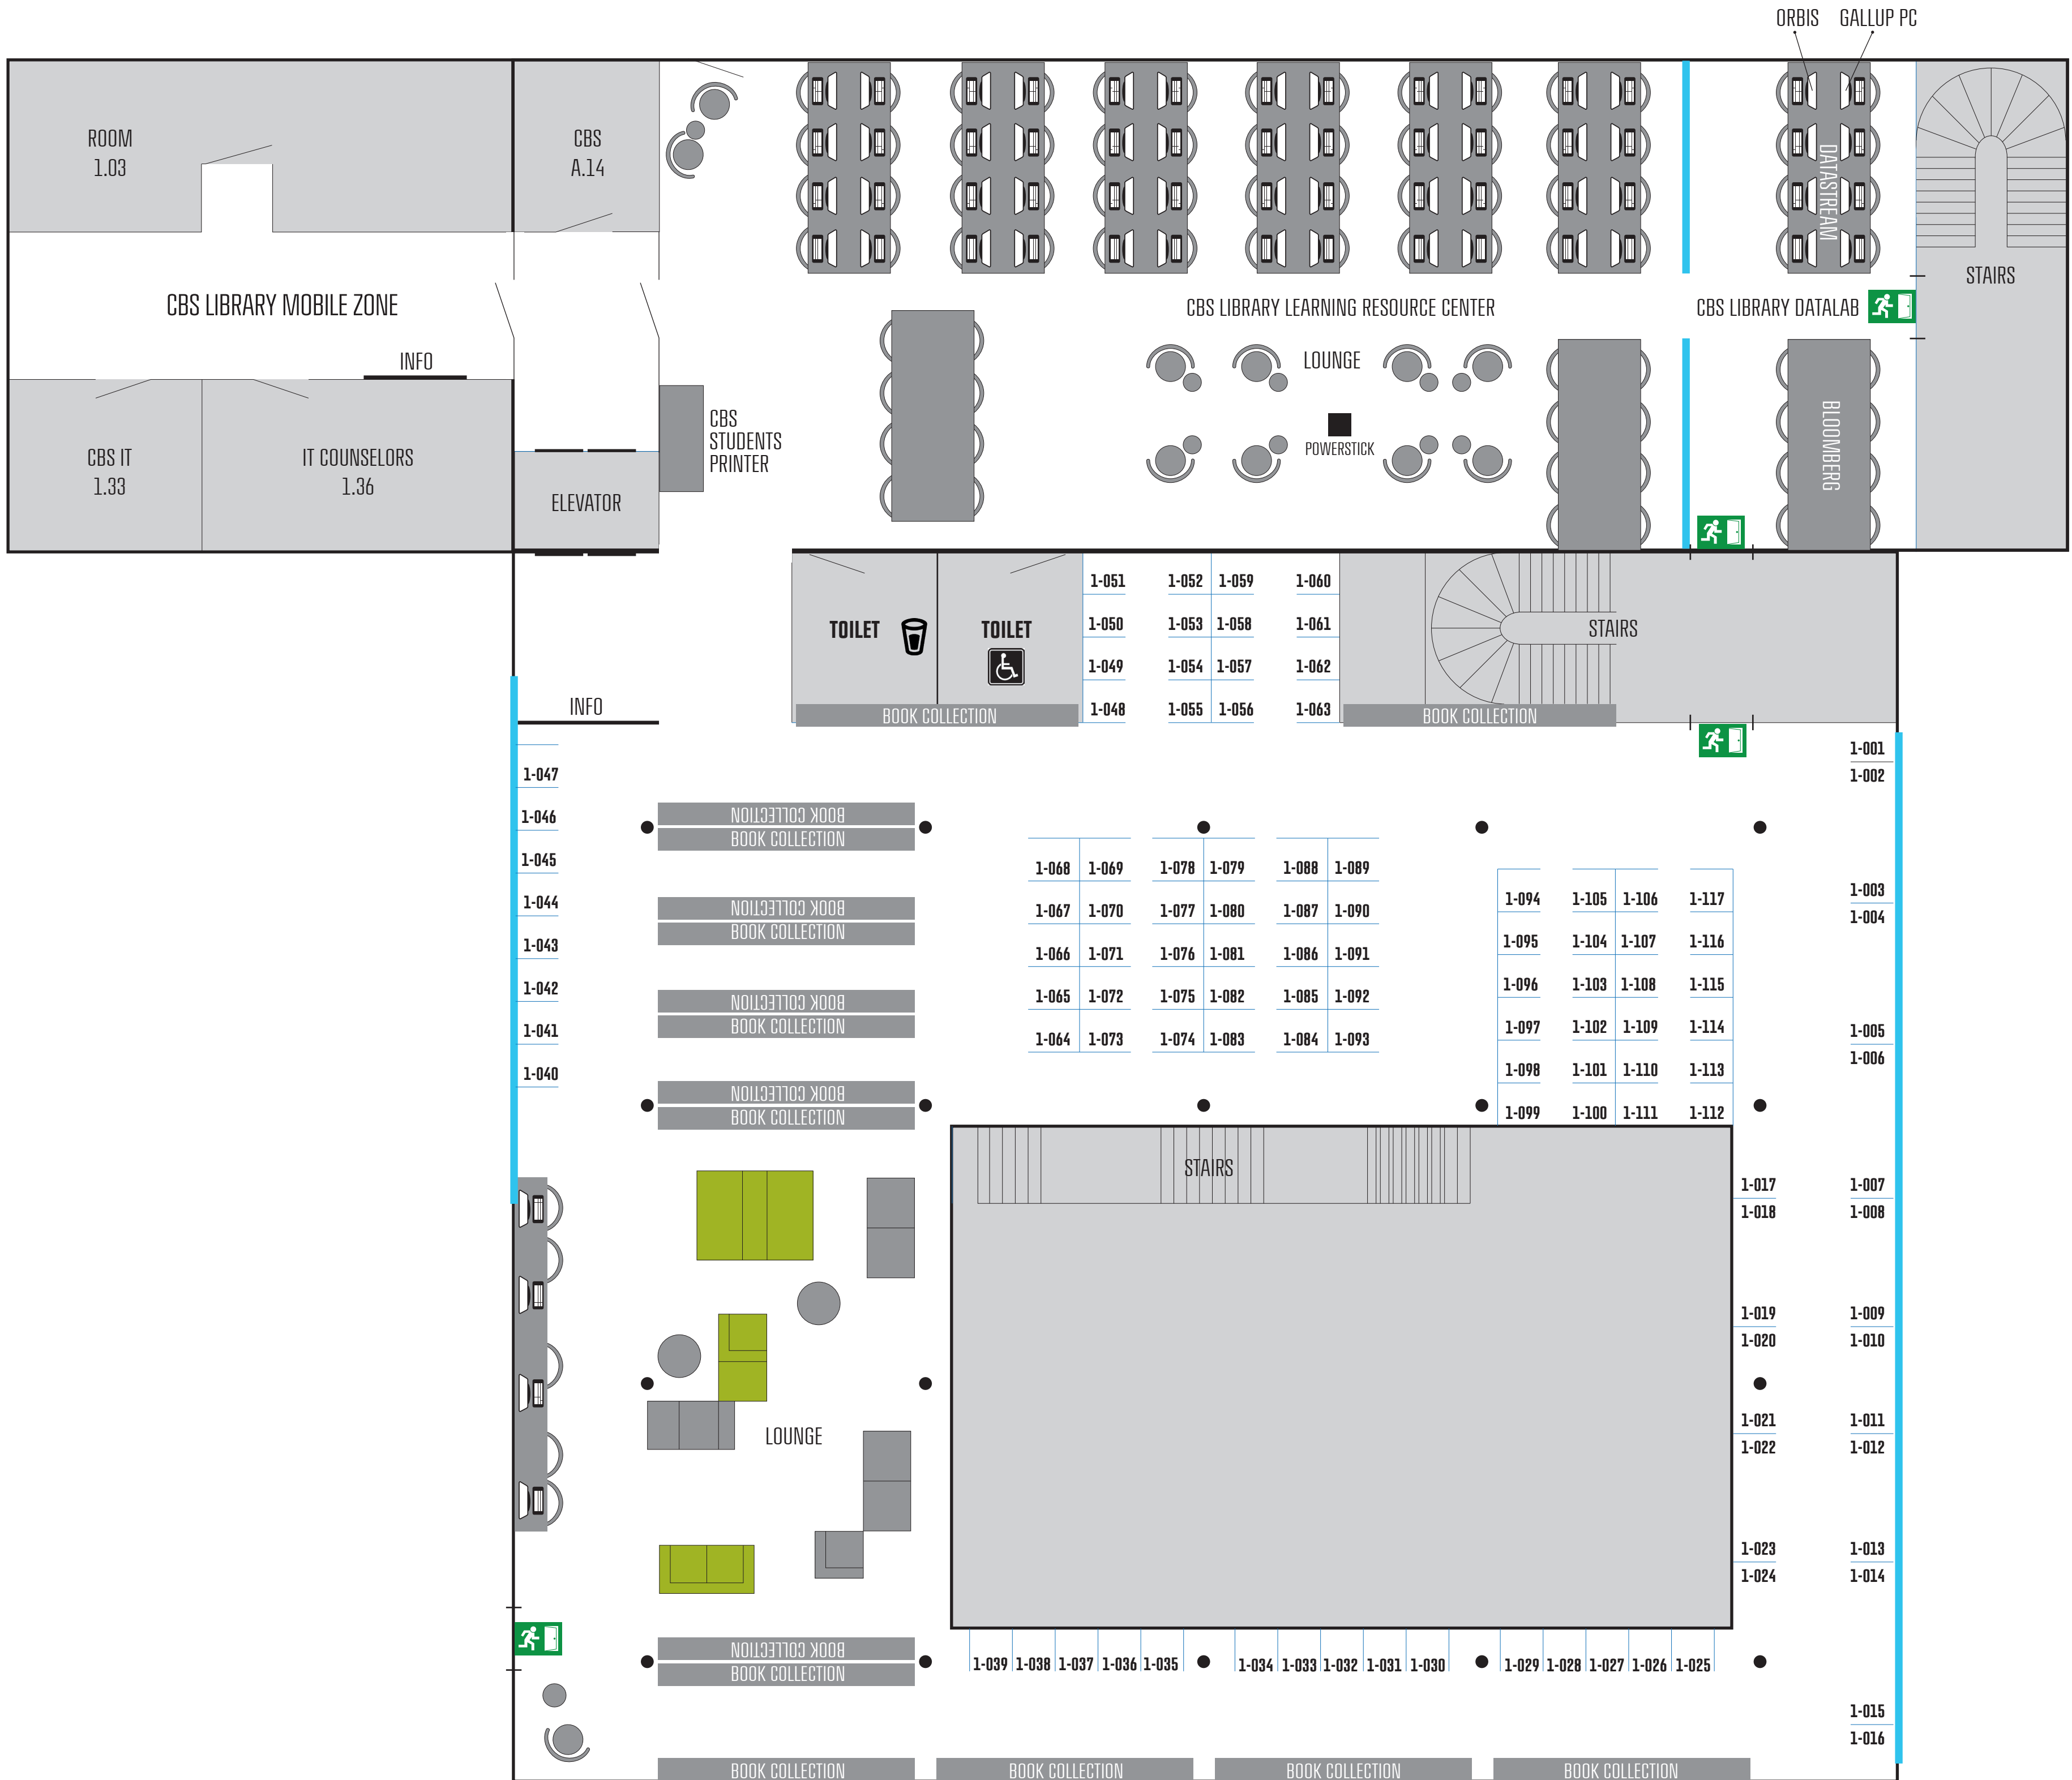 ORBIS GALLUP PC
ROOM
1.03
CBS
A.14
DATASTREAM
STAIRS
CBS LIBRARY MOBILE ZONE
CBS LIBRARY LEARNING RESOURCE CENTER
CBS LIBRARY DATALAB
INFO
LOUNGE
POWERSTICK
CBS
STUDENTS
PRINTER
BLOOMBERG
CBS IT
1.33
IT COUNSELORS
1.36
ELEVATOR
TOILET
TOILET
STAIRS
1-051 1-052 1-059 1-060
1-050 1-053 1-058 1-061
1-049 1-054 1-057 1-062
1-048 1-055 1-056 1-063
BOOK COLLECTION
BOOK COLLECTION
INFO
1-047
1-046
1-045
1-044
1-043
1-042
1-041
1-040
BOOK COLLECTION
BOOK COLLECTION
BOOK COLLECTION
BOOK COLLECTION
BOOK COLLECTION
BOOK COLLECTION
BOOK COLLECTION
BOOK COLLECTION
1-068 1-069 1-078 1-079 1-088 1-089
1-067 1-070 1-077 1-080 1-087 1-090
1-066 1-071 1-076 1-081 1-086 1-091
1-065 1-072 1-075 1-082 1-085 1-092
1-064 1-073 1-074 1-083 1-084 1-093
1-094 1-105 1-106 1-117
1-095 1-104 1-107 1-116
1-096 1-103 1-108 1-115
1-097 1-102 1-109 1-114
1-098 1-101 1-110 1-113
1-099 1-100 1-111 1-112
1-001
1-002
1-003
1-004
1-005
1-006
STAIRS
1-017 1-007
1-018 1-008
1-019 1-009
1-020 1-010
1-021 1-011
1-022 1-012
1-023 1-013
1-024 1-014
LOUNGE
BOOK COLLECTION
BOOK COLLECTION
1-039 1-038 1-037 1-036 1-035 1-034 1-033 1-032 1-031 1-030 1-029 1-028 1-027 1-026 1-025
1-015
1-016
BOOK COLLECTION BOOK COLLECTION BOOK COLLECTION BOOK COLLECTION